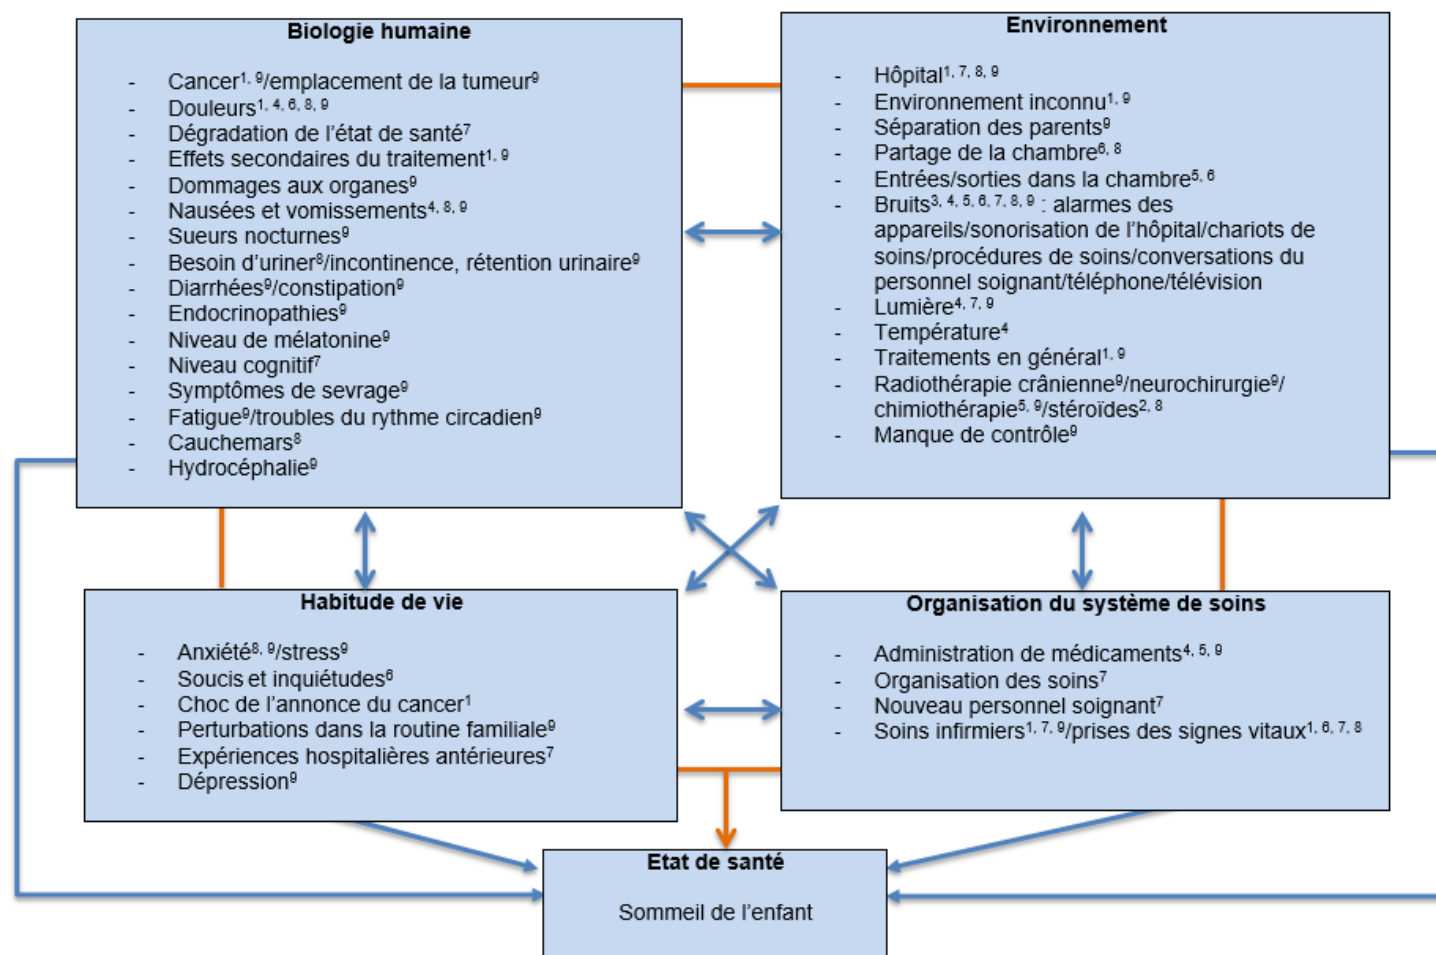 Biologie humaine
- Cancer¹, ⁹/emplacement de la tumeur⁹
- Douleurs¹, ⁴, ⁶, ⁸, ⁹
- Dégradation de l’état de santé⁷
- Effets secondaires du traitement¹, ⁹
- Dommages aux organes⁹
- Nausées et vomissements⁴, ⁸, ⁹
- Sueurs nocturnes⁹
- Besoin d’uriner⁸/incontinence, rétention urinaire⁹
- Diarrhées⁹/constipation⁹
- Endocrinopathies⁹
- Niveau de mélatonine⁹
- Niveau cognitif⁷
- Symptômes de sevrage⁹
- Fatigue⁹/troubles du rythme circadien⁹
- Cauchemars⁸
- Hydrocéphalie⁹
Environnement
- Hôpital¹, ⁷, ⁸, ⁹
- Environnement inconnu¹, ⁹
- Séparation des parents⁹
- Partage de la chambre⁶, ⁸
- Entrées/sorties dans la chambre⁵, ⁶
- Bruits³, ⁴, ⁵, ⁶, ⁷, ⁸, ⁹ : alarmes des
appareils/sonorisation de l’hôpital/chariots de
soins/procédures de soins/conversations du
personnel soignant/téléphone/télévision
- Lumière⁴, ⁷, ⁹
- Température⁴
- Traitements en général¹, ⁹
- Radiothérapie crânienne⁹/neurochirurgie⁹/
chimiothérapie⁵, ⁹/stéroïdes², ⁸
- Manque de contrôle⁹
Habitude de vie
- Anxiété⁸, ⁹/stress⁹
- Soucis et inquiétudes⁶
- Choc de l’annonce du cancer¹
- Perturbations dans la routine familiale⁹
- Expériences hospitalières antérieures⁷
- Dépression⁹
Organisation du système de soins
- Administration de médicaments⁴, ⁵, ⁹
- Organisation des soins⁷
- Nouveau personnel soignant⁷
- Soins infirmiers¹, ⁷, ⁹/prises des signes vitaux¹, ⁶, ⁷, ⁸
Etat de santé
Sommeil de l’enfant